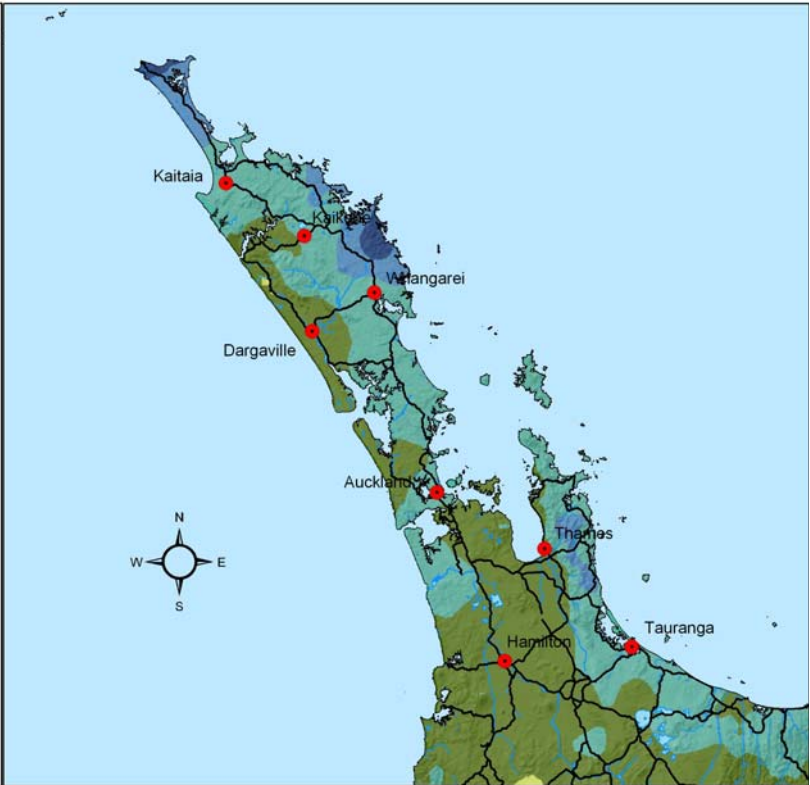 Kaitaia
Kaikohe
Whangarei
Dargaville
Auckland
N
W
E
S
Thames
Tauranga
Hamilton